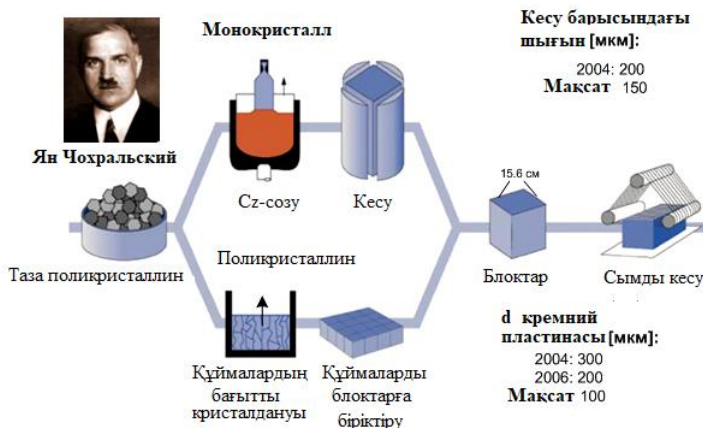 Монокристалл
Кесу барысындағы
шығын [мкм]:
2004: 200
Мақсат 150
Ян Чохральский
Cz-созу
Кесу
15.6 см
Таза поликристаллин
Поликристаллин
Блоктар
Сымды кесу
Құймалардың
бағытты
кристалдануы
Құймаларды
блоктарға
біріктіру
d кремний
пластинасы [мкм]:
2004: 300
2006: 200
Мақсат 100